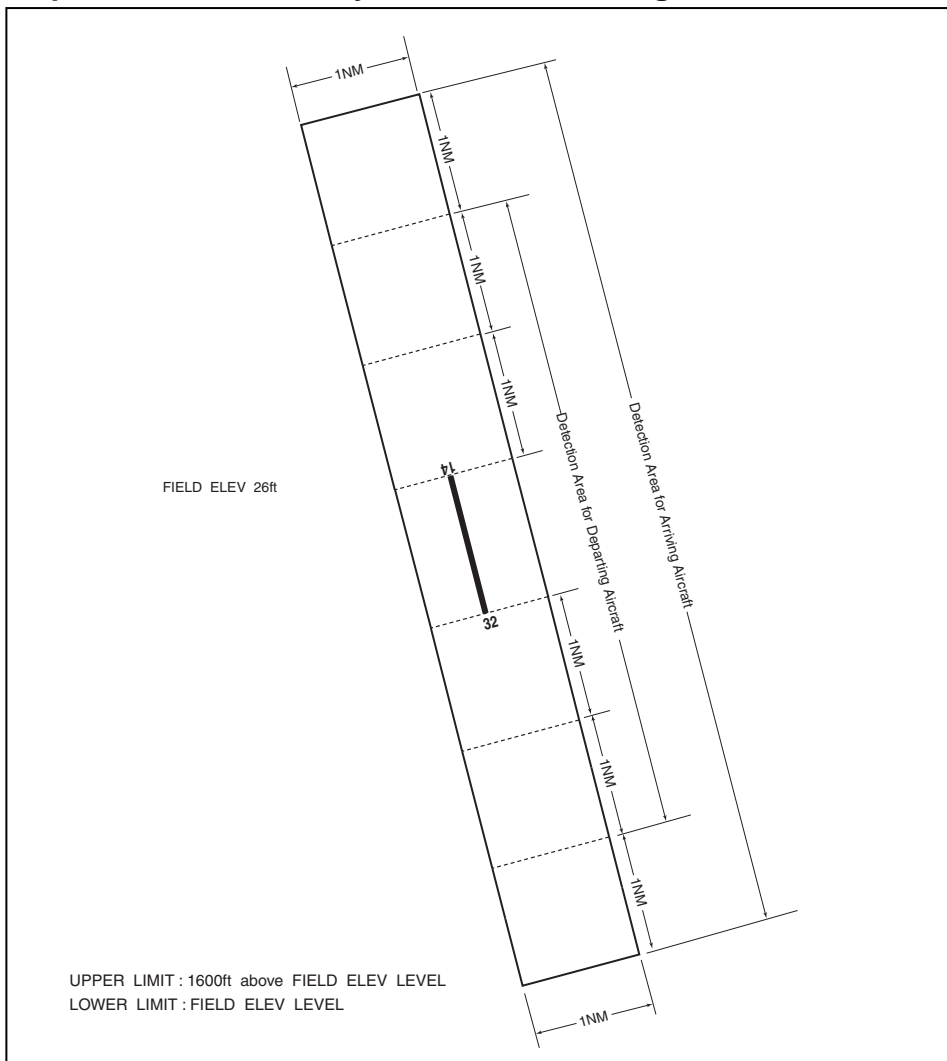 1NM
1NM
1NM
1NM
14
FIELD ELEV 26ft
Detection Area for Departing Aircraft
Detection Area for Arriving Aircraft
32
1NM
1NM
1NM
UPPER LIMIT : 1600ft above FIELD ELEV LEVEL
LOWER LIMIT : FIELD ELEV LEVEL
1NM